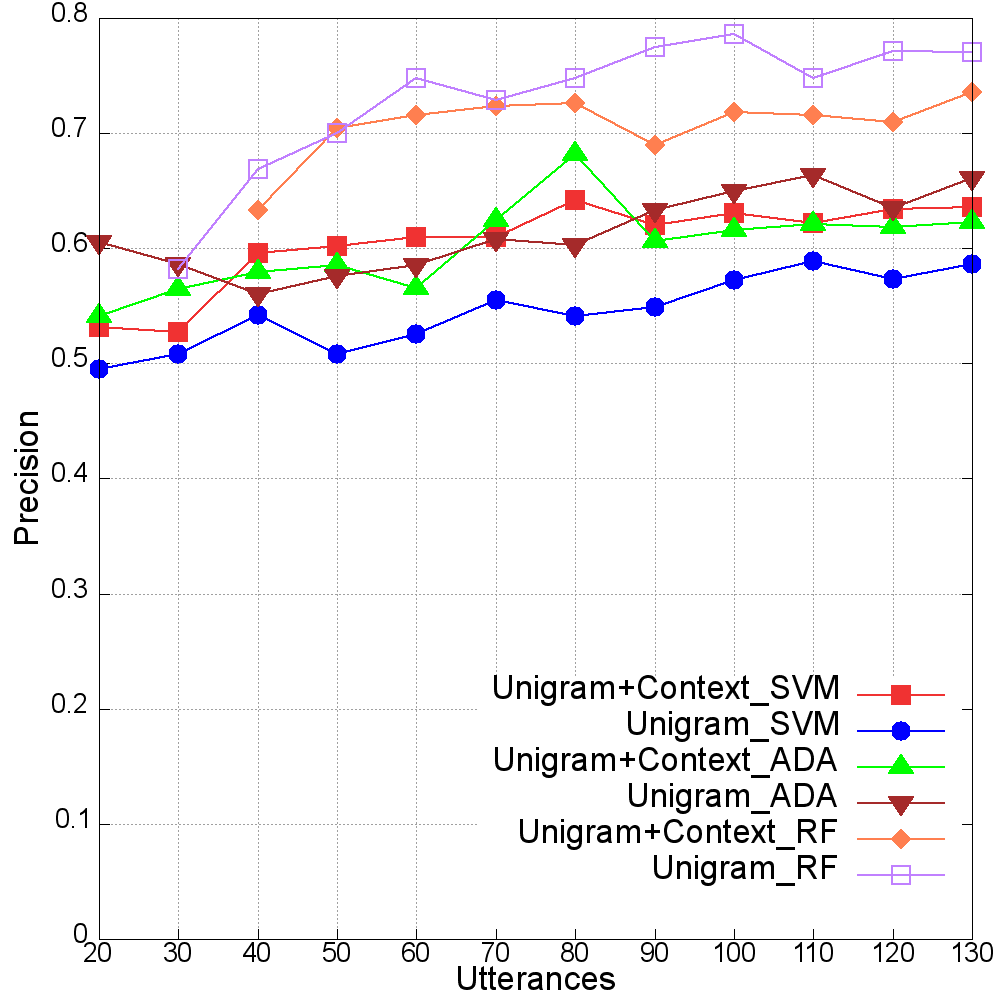 0.8
0.7
0.6
0.5
0.4
0.3
0.2
0.1
0
Precision
Unigram+Context_SVM
Unigram_SVM
Unigram+Context_ADA
Unigram_ADA
Unigram+Context_RF
Unigram_RF
20 30 40 50 60 70 80 90 100 110 120 130
Utterances